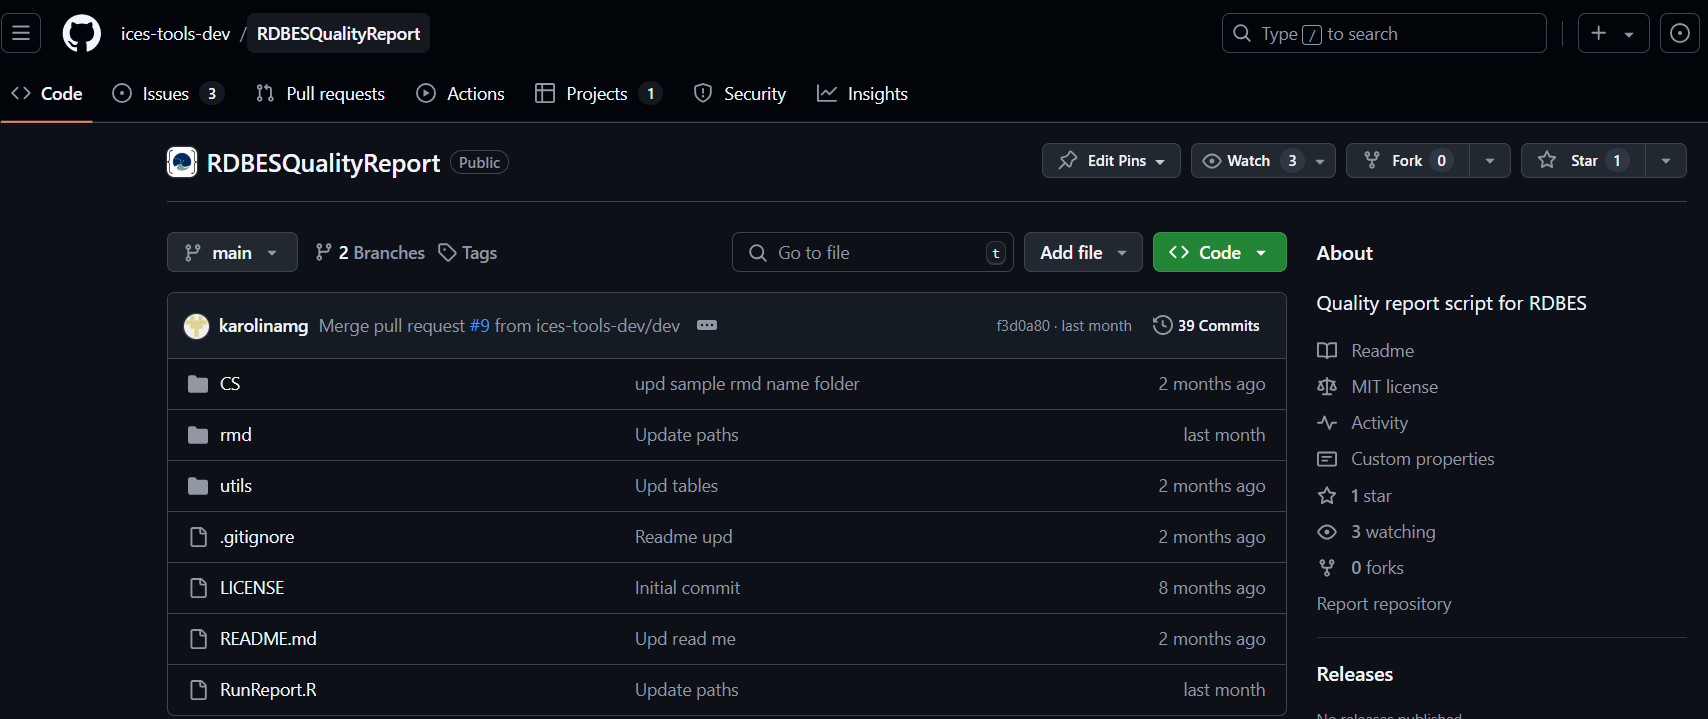 ices-tools-dev / RDBESQualityReport
Type / to search
Code
Issues 3
Pull requests
Actions
Projects 1
Security
Insights
RDBESQualityReport Public
Edit Pins
Watch 3
Fork 0
Star 1
main
2 Branches
Tags
Go to file
t
Add file
Code
karolinamg Merge pull request #9 from ices-tools-dev/dev
f3d0a80 · last month
39 Commits
CS upd sample rmd name folder 2 months ago
rmd Update paths last month
utils Upd tables 2 months ago
.gitignore Readme upd 2 months ago
LICENSE Initial commit 8 months ago
README.md Upd read me 2 months ago
RunReport.R Update paths last month
About
Quality report script for RDBES
Readme
MIT license
Activity
Custom properties
1 star
3 watching
0 forks
Report repository
Releases
No releases published